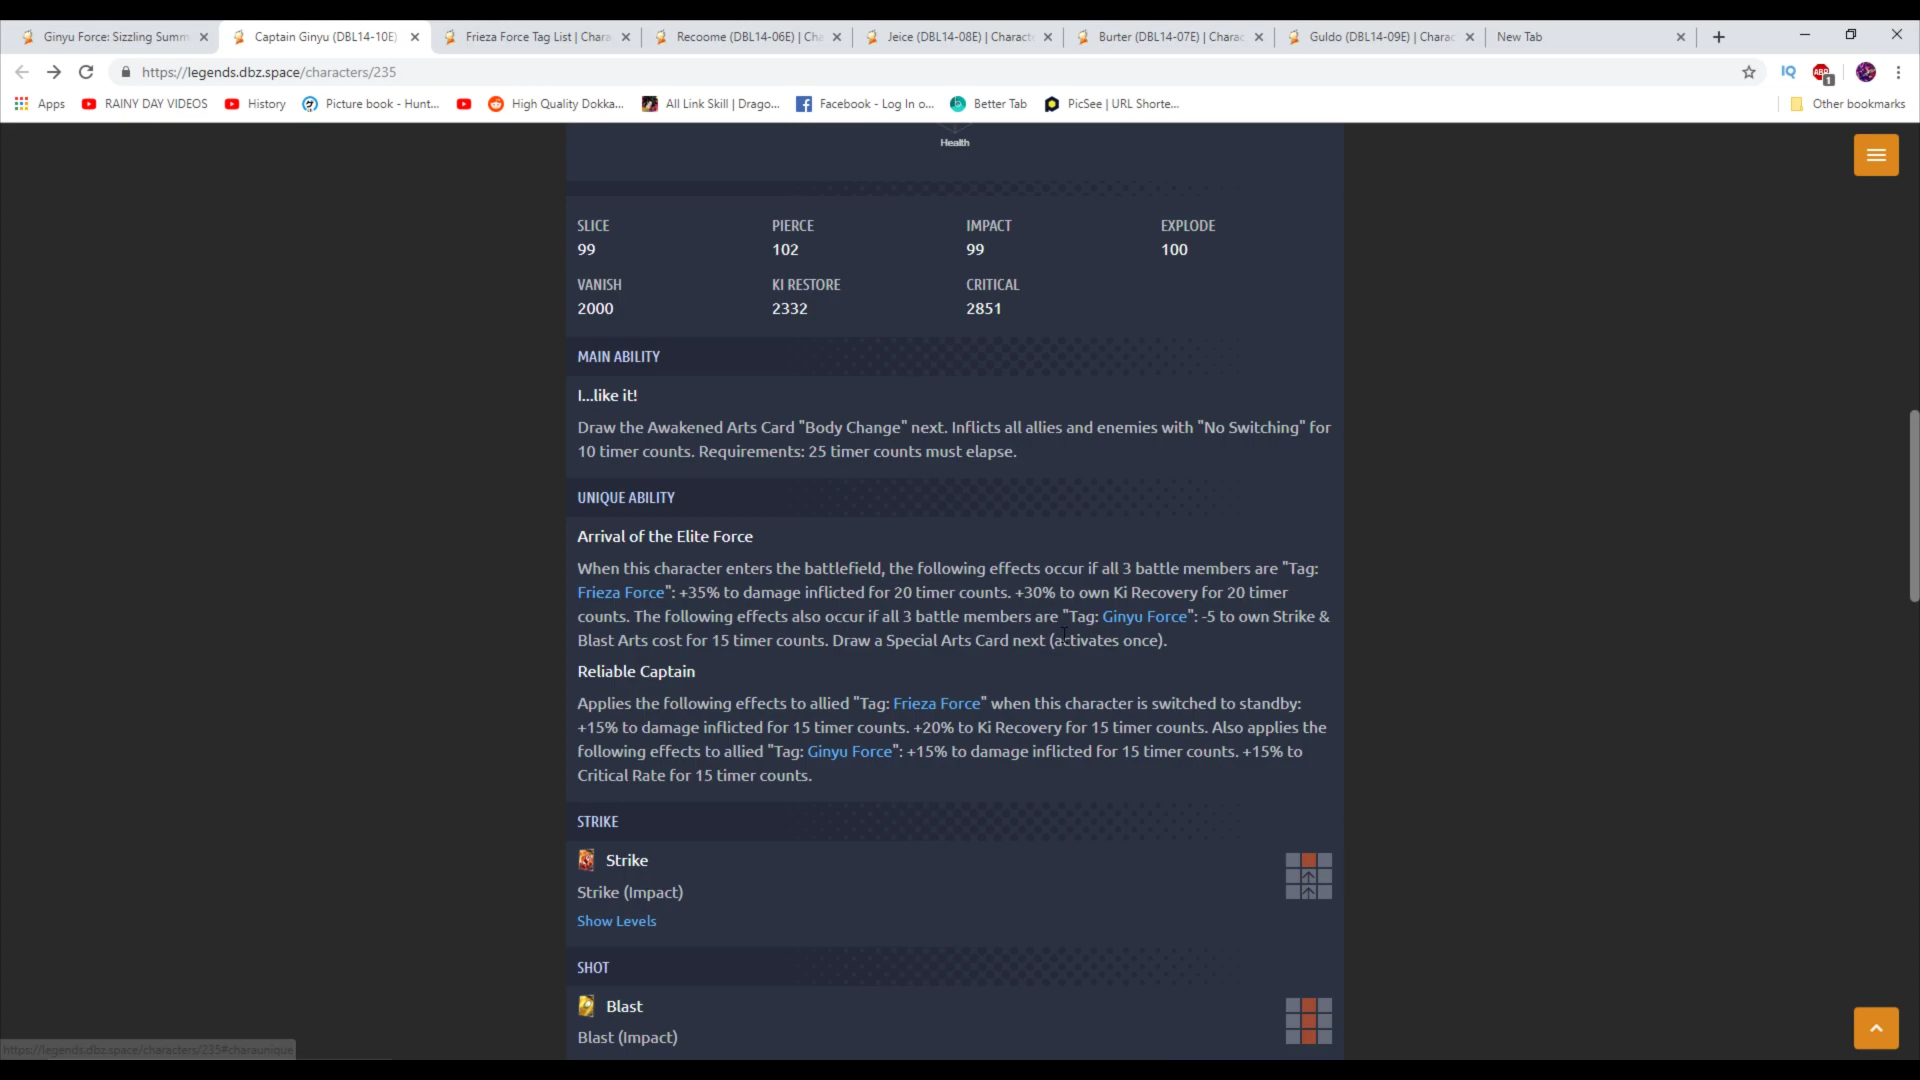 Ginyu Force: Sizzling Summ
Captain Ginyu (DBL14-10E)
Frieza Force Tag List | Chara
Recoome (DBL14-06E) | Cha
Jeice (DBL14-08E) | Characte
Burter (DBL14-07E) | Charac
Guldo (DBL14-09E) | Charac
New Tab
https://legends.dbz.space/characters/235
IQ
ABP
1
Apps
RAINY DAY VIDEOS
History
Picture book - Hunt...
High Quality Dokka...
All Link Skill | Drago...
Facebook - Log In o...
Better Tab
PicSee | URL Shorte...
Other bookmarks
Health
SLICE
PIERCE
IMPACT
EXPLODE
99
102
99
100
VANISH
KI RESTORE
CRITICAL
2000
2332
2851
MAIN ABILITY
I...like it!
Draw the Awakened Arts Card "Body Change" next. Inflicts all allies and enemies with "No Switching" for
10 timer counts. Requirements: 25 timer counts must elapse.
UNIQUE ABILITY
Arrival of the Elite Force
When this character enters the battlefield, the following effects occur if all 3 battle members are "Tag:
Frieza Force": +35% to damage inflicted for 20 timer counts. +30% to own Ki Recovery for 20 timer
counts. The following effects also occur if all 3 battle members are "Tag: Ginyu Force": -5 to own Strike &
Blast Arts cost for 15 timer counts. Draw a Special Arts Card next (activates once).
Reliable Captain
Applies the following effects to allied "Tag: Frieza Force" when this character is switched to standby:
+15% to damage inflicted for 15 timer counts. +20% to Ki Recovery for 15 timer counts. Also applies the
following effects to allied "Tag: Ginyu Force": +15% to damage inflicted for 15 timer counts. +15% to
Critical Rate for 15 timer counts.
STRIKE
Strike
Strike (Impact)
Show Levels
SHOT
Blast
Blast (Impact)
https://legends.dbz.space/characters/235#charaunique